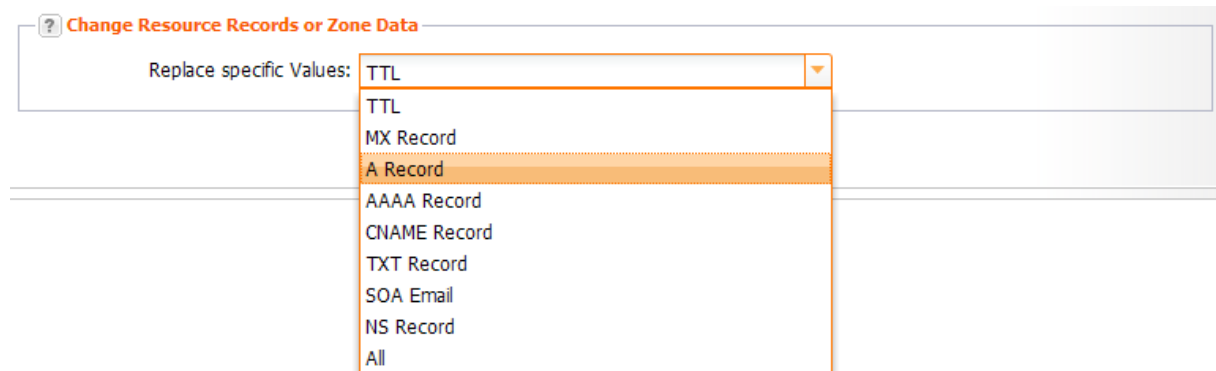 ? Change Resource Records or Zone Data
Replace specific Values: TTL
TTL
MX Record
A Record
AAAA Record
CNAME Record
TXT Record
SOA Email
NS Record
All